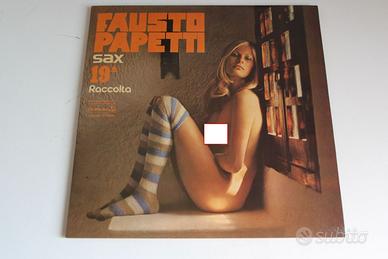 FAUSTO
PAPETTI
sax
19ª
Raccolta
subito